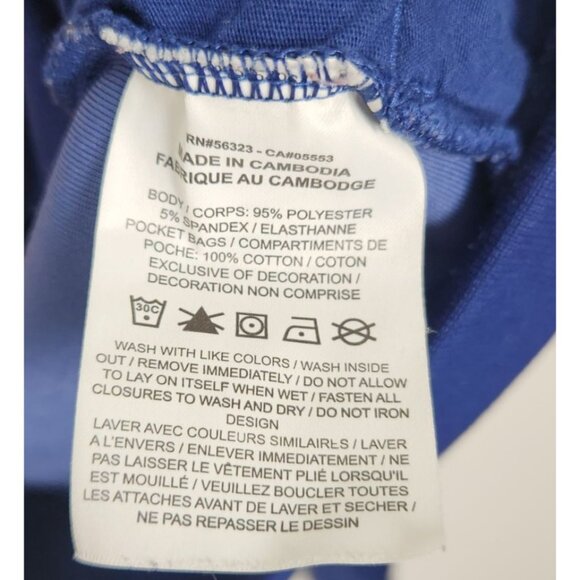 RN#56323 - CA#05553
MADE IN CAMBODIA
FABRIQUE AU CAMBODGE
BODY / CORPS: 95% POLYESTER
5% SPANDEX / ELASTHANNE
POCKET BAGS / COMPARTIMENTS DE
POCHE: 100% COTTON / COTON
EXCLUSIVE OF DECORATION /
DECORATION NON COMPRISE
30C
WASH WITH LIKE COLORS / WASH INSIDE
OUT / REMOVE IMMEDIATELY / DO NOT ALLOW
TO LAY ON ITSELF WHEN WET / FASTEN ALL
CLOSURES TO WASH AND DRY / DO NOT IRON
DESIGN
LAVER AVEC COULEURS SIMILAIRES / LAVER
A L'ENVERS / ENLEVER IMMEDIATEMENT / NE
PAS LAISSER LE VÊTEMENT PLIÉ LORSQU'IL
EST MOUILLÉ / VEUILLEZ BOUCLER TOUTES
LES ATTACHES AVANT DE LAVER ET SECHER /
NE PAS REPASSER LE DESSIN